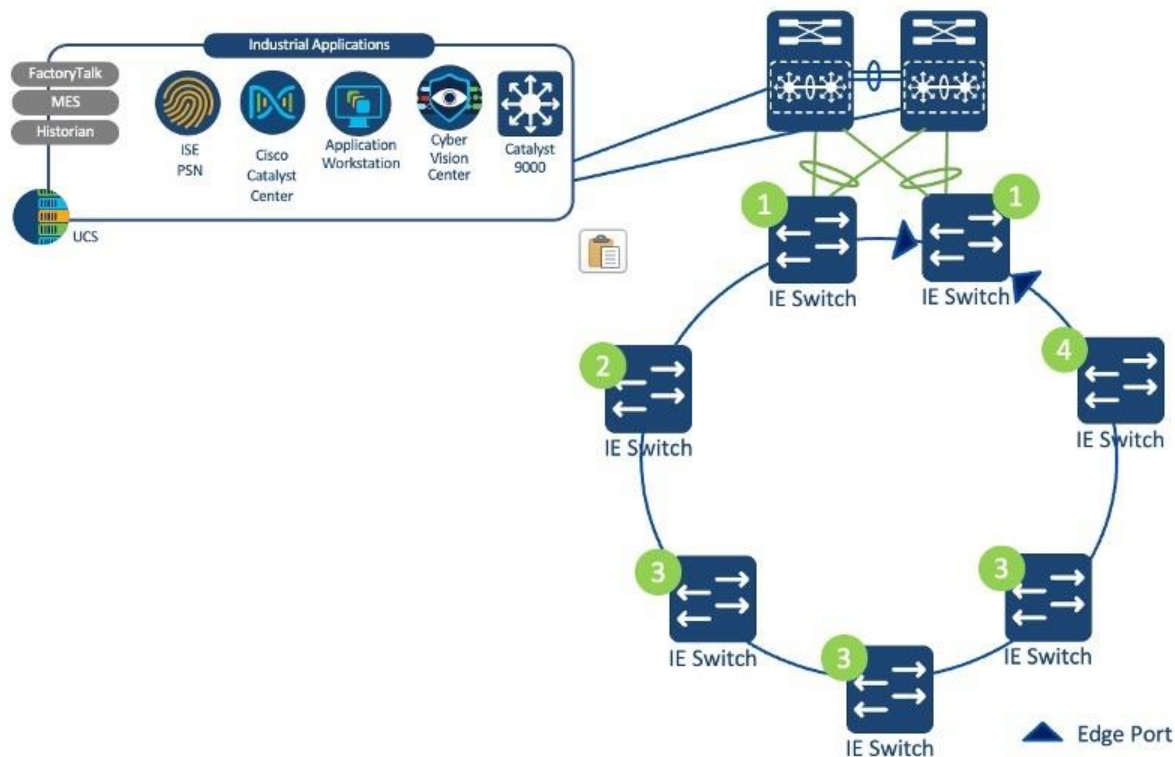 Industrial Applications
FactoryTalk
MES
Historian
ISE
PSN
Cisco
Catalyst
Center
Application
Workstation
Cyber
Vision
Center
Catalyst
9000
UCS
1
IE Switch
1
IE Switch
2
IE Switch
4
IE Switch
3
IE Switch
3
IE Switch
3
IE Switch
Edge Port